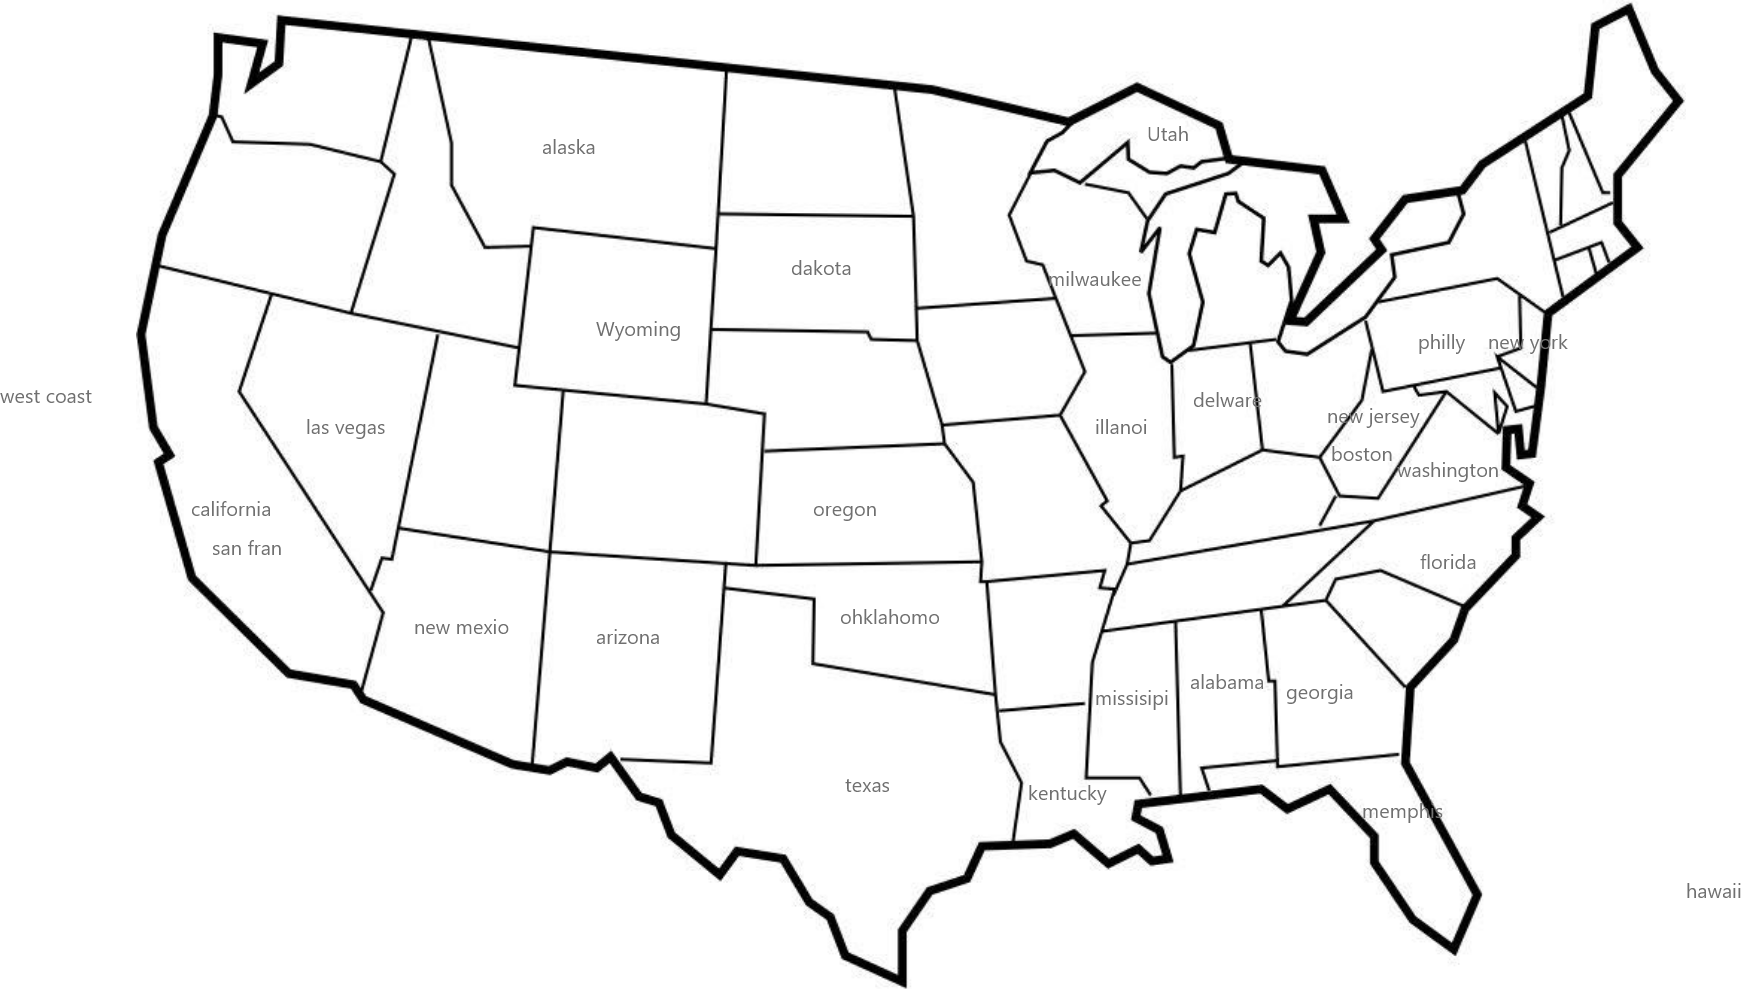 Utah
alaska
dakota
milwaukee
Wyoming
philly
new york
west coast
las vegas
illanoi
delware
new jersey
boston
washington
california
san fran
oregon
florida
new mexio
arizona
ohklahomo
missisipi
alabama
georgia
texas
kentucky
memphis
hawaii